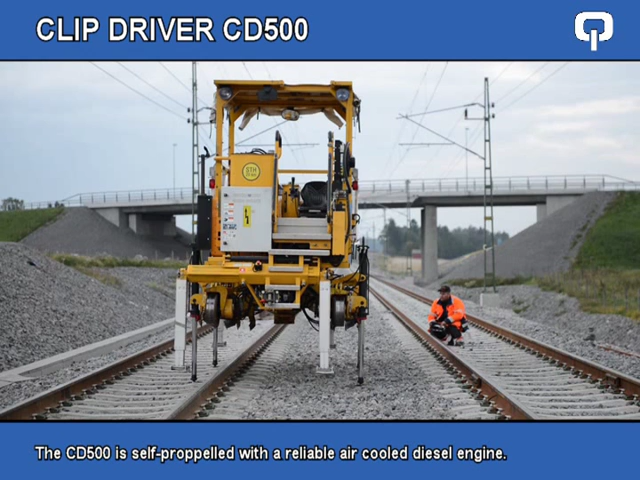 CLIP DRIVER CD500
The CD500 is self-proppelled with a reliable air cooled diesel engine.